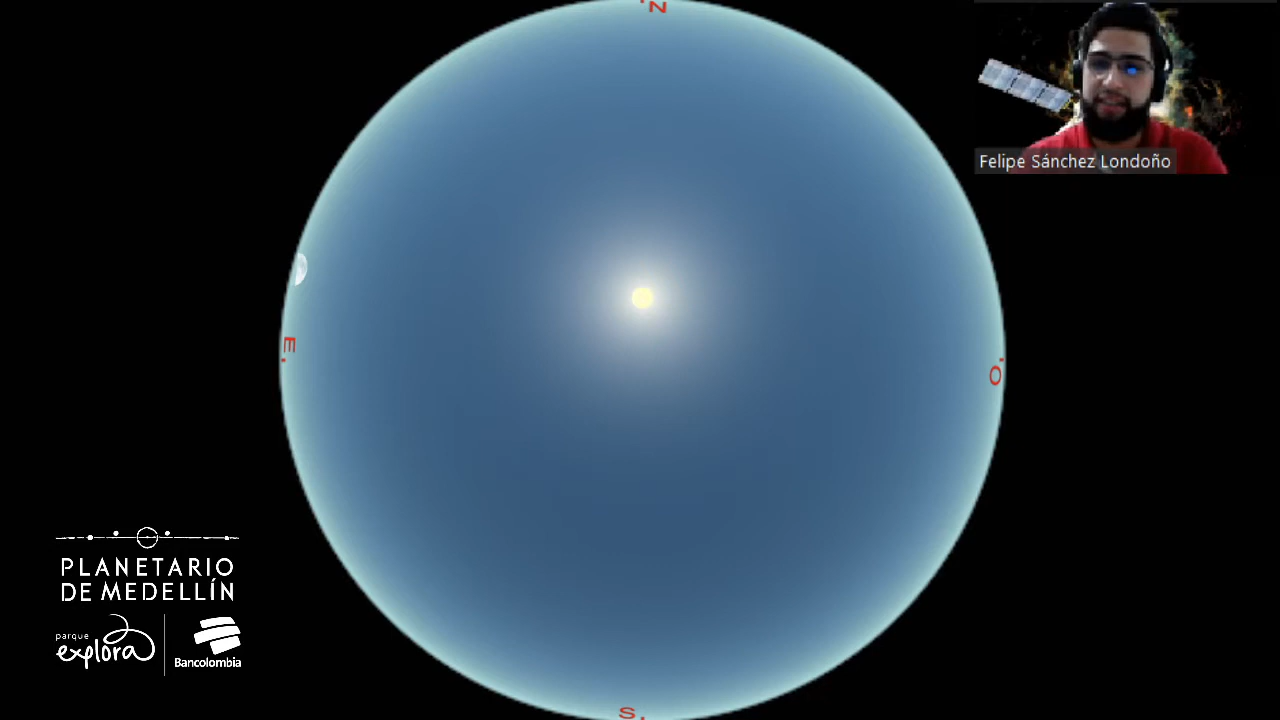 N
Felipe Sánchez Londoño
E.
O.
PLANETARIO
DE MEDELLÍN
parque
explora
Bancolombia
S.